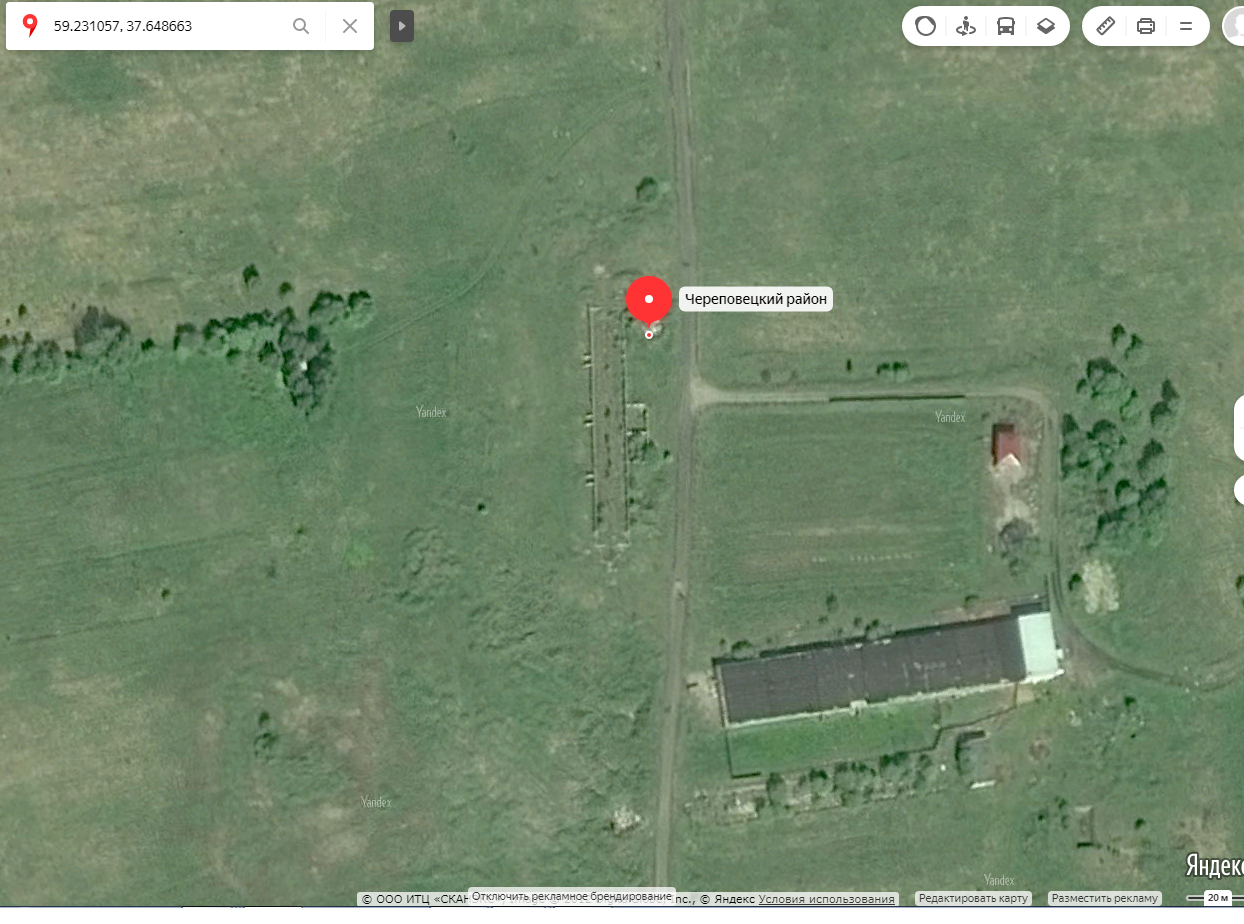 59.231057, 37.648663
Череповецкий район
Yandex
Yandex
Yandex
Yandex
Яндекс
© ООО ИТЦ «СКАН
Отключить рекламное брендирование
Inc., © Яндекс Условия использования
Редактировать карту
Разместить рекламу
20 м